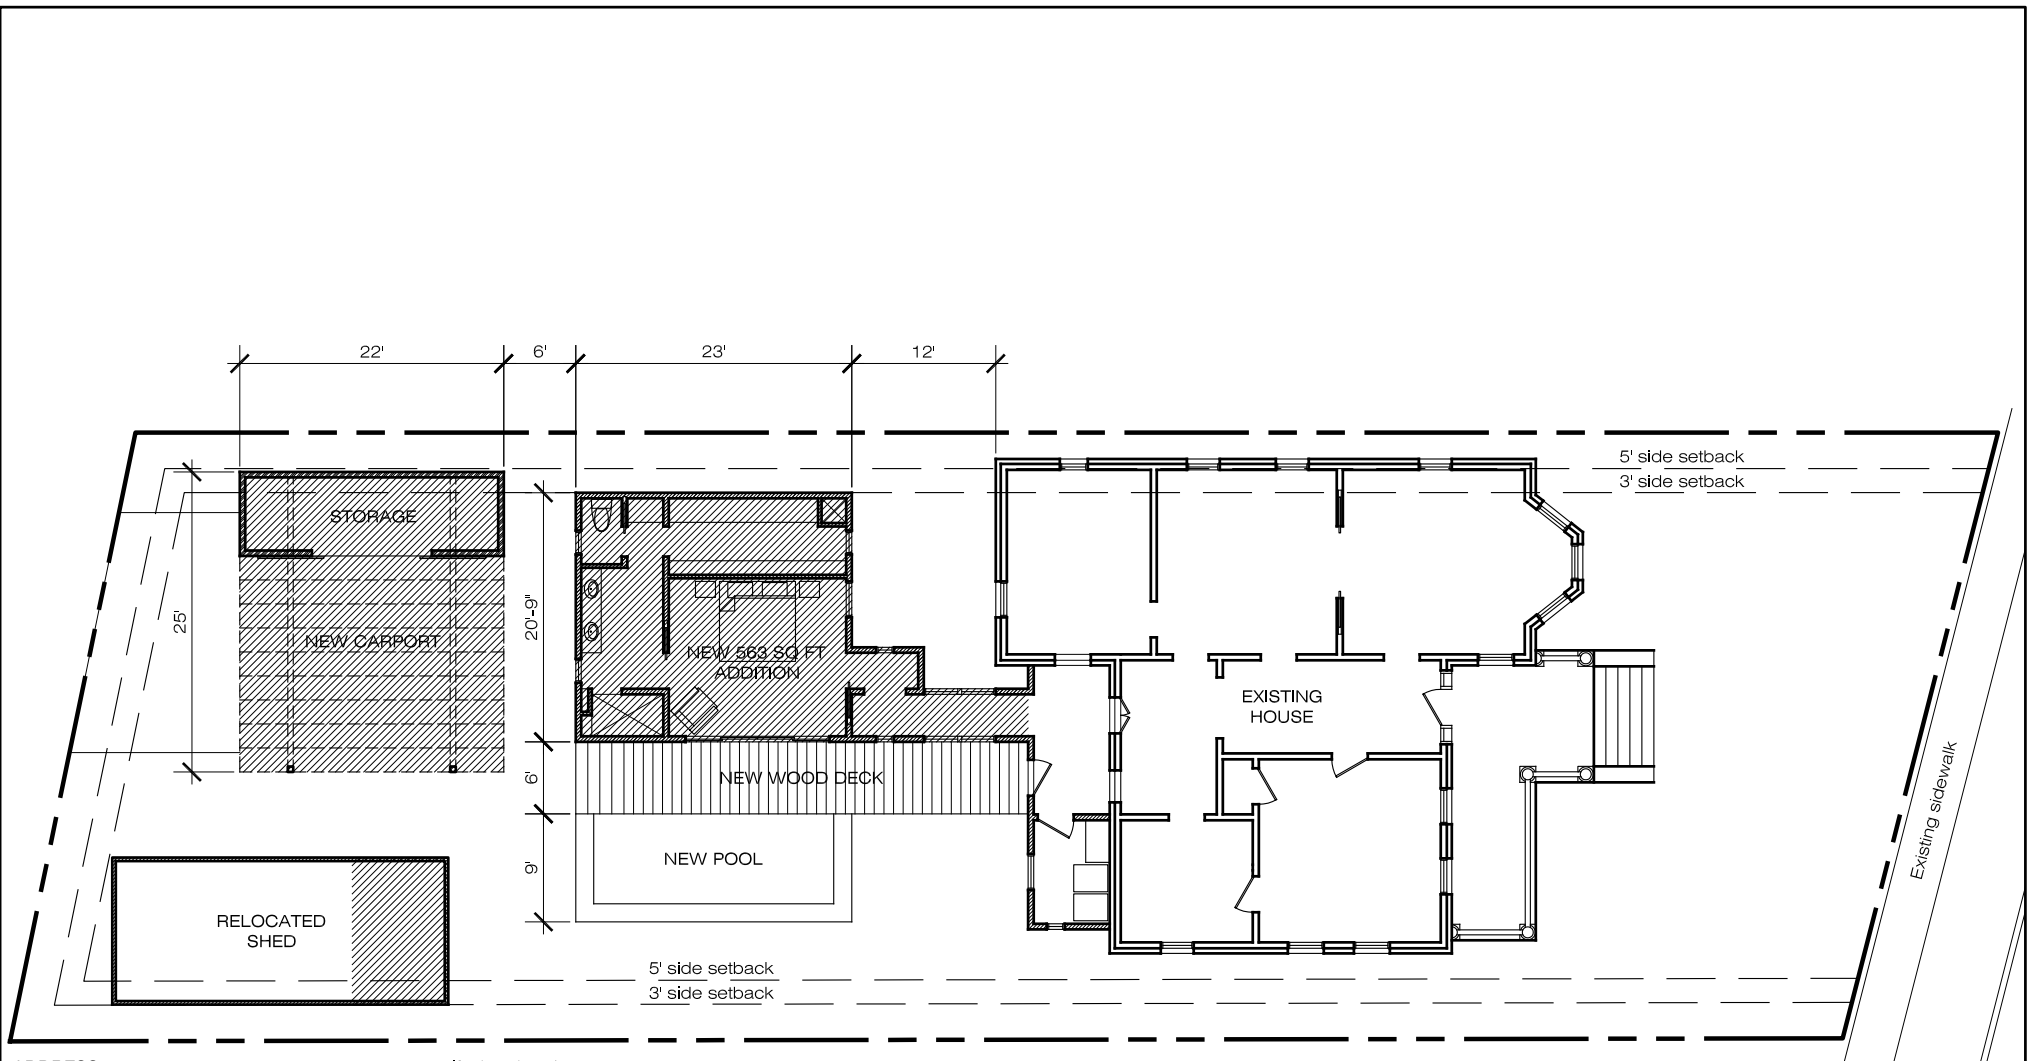 22'
6'
23'
12'
5' side setback
3' side setback
STORAGE
25'
20'-9"
NEW CARPORT
NEW 563 SQ FT
ADDITION
EXISTING
HOUSE
6'
NEW WOOD DECK
Existing sidewalk
9'
NEW POOL
RELOCATED
SHED
5' side setback
3' side setback